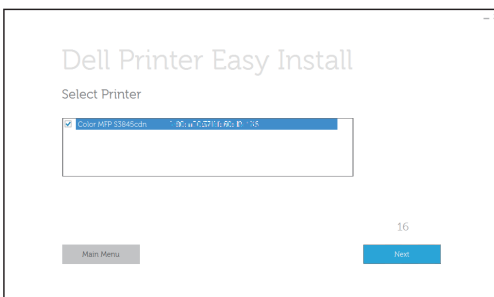 Dell Printer Easy Install
Select Printer
Color MFP S3845cdn
16
Main Menu
Next